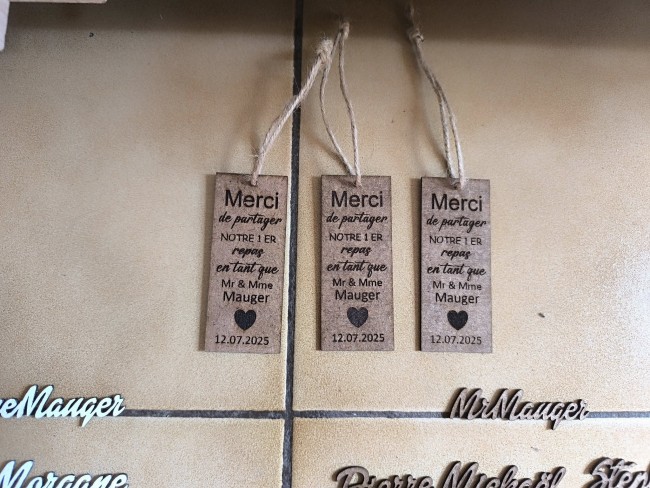 Merci
de partager
NOTRE 1 ER
repas
en tant que
Mr & Mme
Mauger
12.07.2025
Merci
de partager
NOTRE 1 ER
repas
en tant que
Mr & Mme
Mauger
12.07.2025
Merci
de partager
NOTRE 1 ER
repas
en tant que
Mr & Mme
Mauger
12.07.2025
MrMauger
Morgane
Pierre Mickaël